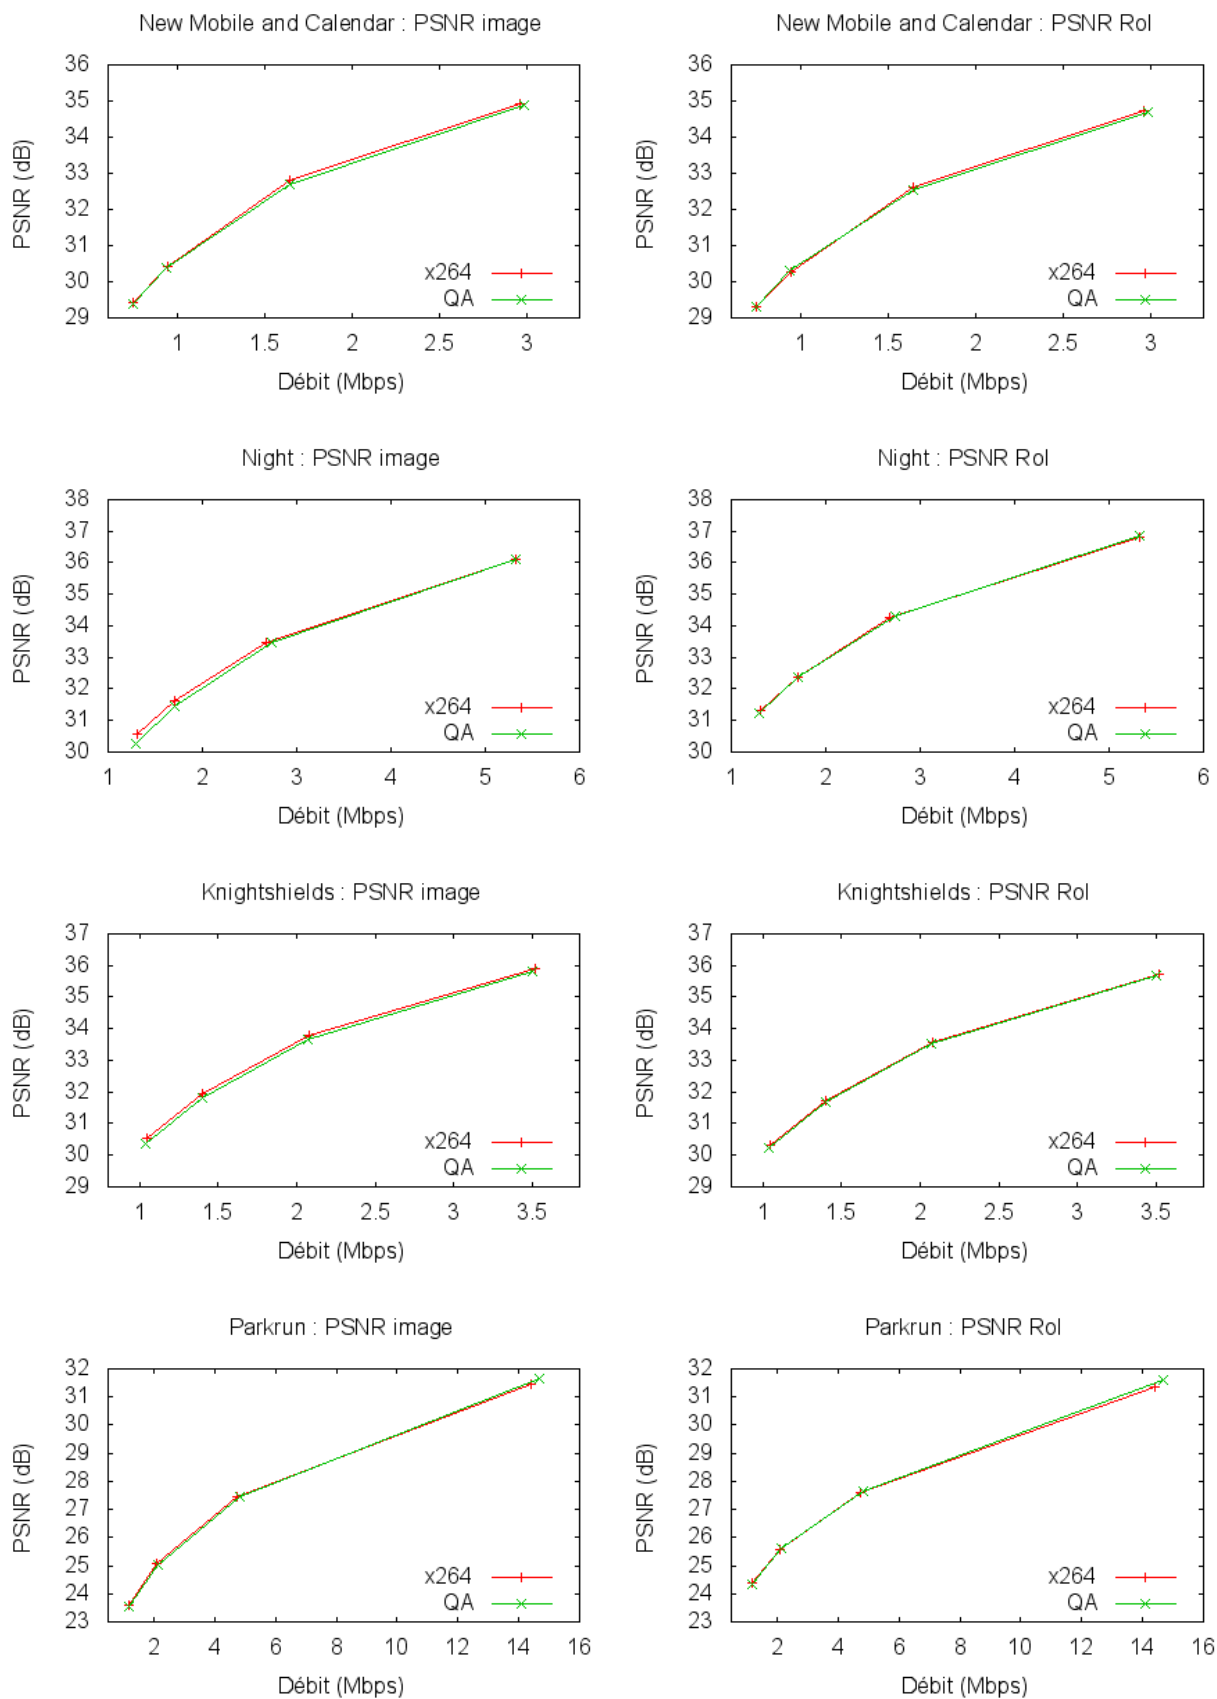 New Mobile and Calendar : PSNR image
36
35
34
33
32
31
30
29
PSNR (dB)
x264
QA
1 1.5 2 2.5 3
Débit (Mbps)
New Mobile and Calendar : PSNR RoI
36
35
34
33
32
31
30
29
PSNR (dB)
x264
QA
1 1.5 2 2.5 3
Débit (Mbps)
Night : PSNR image
38
37
36
35
34
33
32
31
30
PSNR (dB)
x264
QA
1 2 3 4 5 6
Débit (Mbps)
Night : PSNR RoI
38
37
36
35
34
33
32
31
30
PSNR (dB)
x264
QA
1 2 3 4 5 6
Débit (Mbps)
Knightshields : PSNR image
37
36
35
34
33
32
31
30
29
PSNR (dB)
x264
QA
1 1.5 2 2.5 3 3.5
Débit (Mbps)
Knightshields : PSNR RoI
37
36
35
34
33
32
31
30
29
PSNR (dB)
x264
QA
1 1.5 2 2.5 3 3.5
Débit (Mbps)
Parkrun : PSNR image
32
31
30
29
28
27
26
25
24
23
PSNR (dB)
x264
QA
2 4 6 8 10 12 14 16
Débit (Mbps)
Parkrun : PSNR RoI
32
31
30
29
28
27
26
25
24
23
PSNR (dB)
x264
QA
2 4 6 8 10 12 14 16
Débit (Mbps)